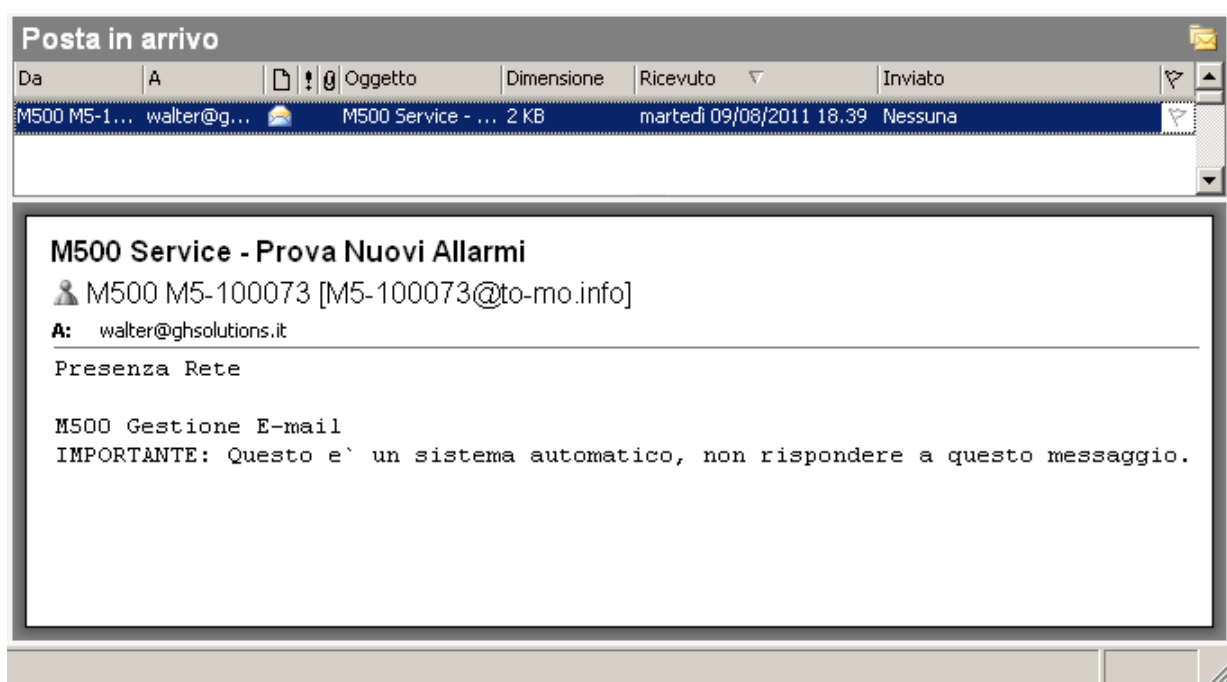 Posta in arrivo
Da A ! Oggetto Dimensione Ricevuto Inviato
M500 M5-1... walter@g... M500 Service - ... 2 KB martedì 09/08/2011 18.39 Nessuna
M500 Service - Prova Nuovi Allarmi
M500 M5-100073 [M5-100073@to-mo.info]
A: walter@ghsolutions.it
Presenza Rete
M500 Gestione E-mail
IMPORTANTE: Questo e` un sistema automatico, non rispondere a questo messaggio.